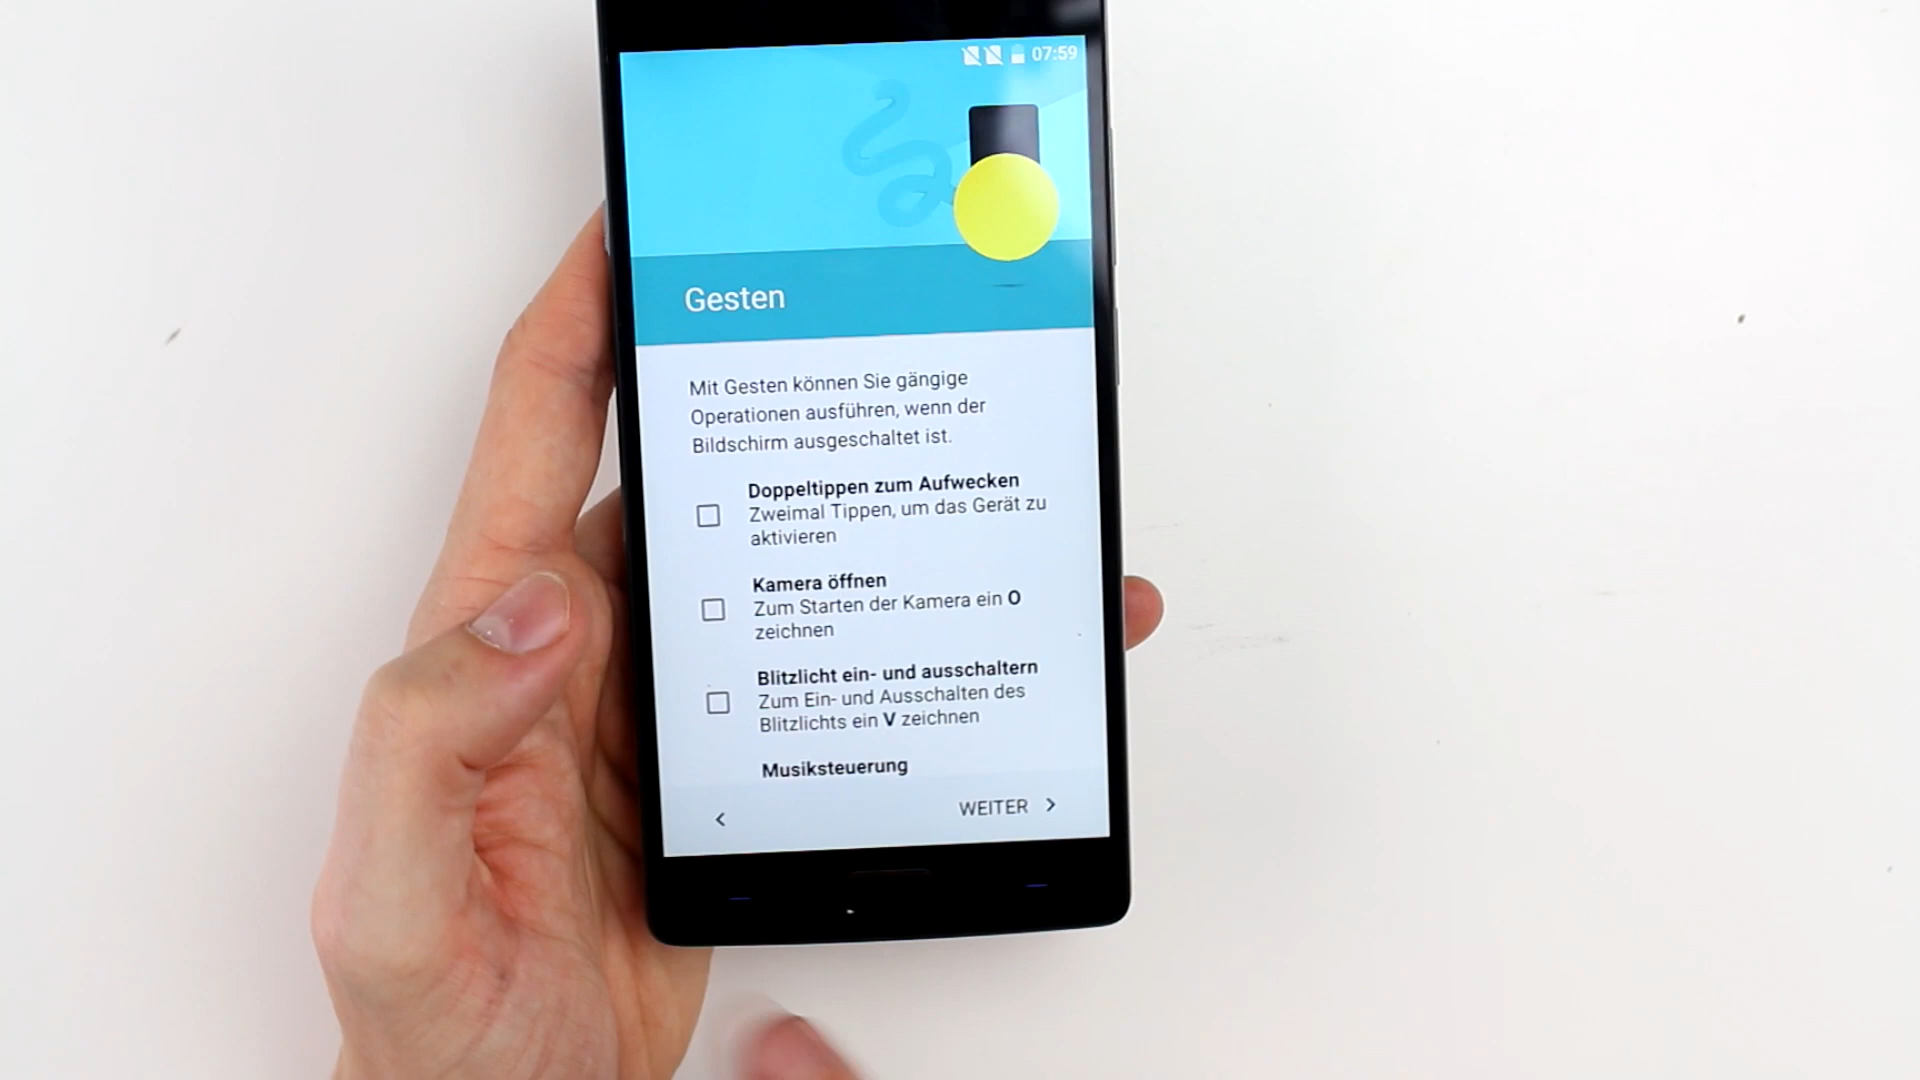 07:59
Gesten
Mit Gesten können Sie gängige
Operationen ausführen, wenn der
Bildschirm ausgeschaltet ist.
Doppeltippen zum Aufwecken
Zweimal Tippen, um das Gerät zu
aktivieren
Kamera öffnen
Zum Starten der Kamera ein O
zeichnen
Blitzlicht ein- und ausschaltern
Zum Ein- und Ausschalten des
Blitzlichts ein V zeichnen
Musiksteuerung
WEITER